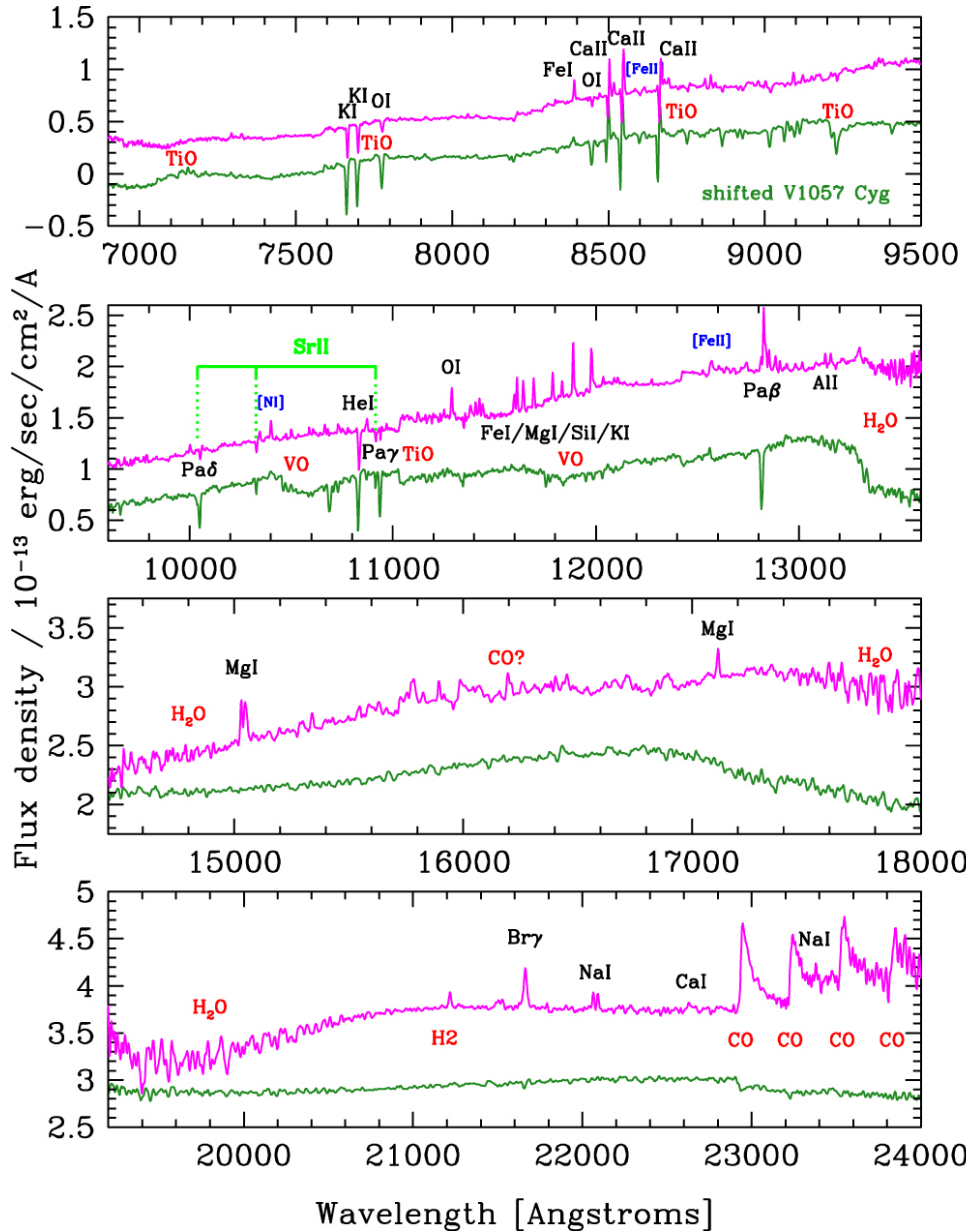 1.5
1
0.5
0
−0.5
KI
KI
OI
TiO
TiO
FeI
OI
CaII
CaII
[FeII
CaII
TiO
TiO
shifted V1057 Cyg
7000
7500
8000
8500
9000
9500
2.5
2
1.5
1
0.5
SrII
[NI]
HeI
OI
[FeII]
Paβ
AlI
H₂O
Paδ
VO
Paγ
TiO
FeI/MgI/SiI/KI
VO
10000
11000
12000
13000
3.5
3
2.5
2
MgI
H₂O
CO?
MgI
H₂O
15000
16000
17000
18000
5
4.5
4
3.5
3
2.5
H₂O
Brγ
H2
NaI
CaI
NaI
CO
CO
CO
CO
20000
21000
22000
23000
24000
Flux density / 10⁻¹³ erg/sec/cm²/A
Wavelength [Angstroms]